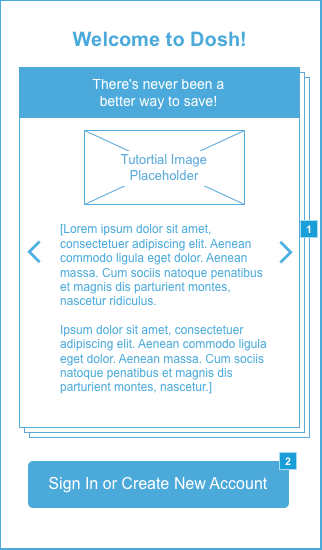 Welcome to Dosh!
There's never been a
better way to save!
Tutortial Image
Placeholder
1
[Lorem ipsum dolor sit amet,
consectetuer adipiscing elit. Aenean
commodo ligula eget dolor. Aenean
massa. Cum sociis natoque penatibus
et magnis dis parturient montes,
nascetur ridiculus.
Ipsum dolor sit amet, consectetuer
adipiscing elit. Aenean commodo ligula
eget dolor. Aenean massa. Cum sociis
natoque penatibus et magnis dis
parturient montes, nascetur.]
2
Sign In or Create New Account